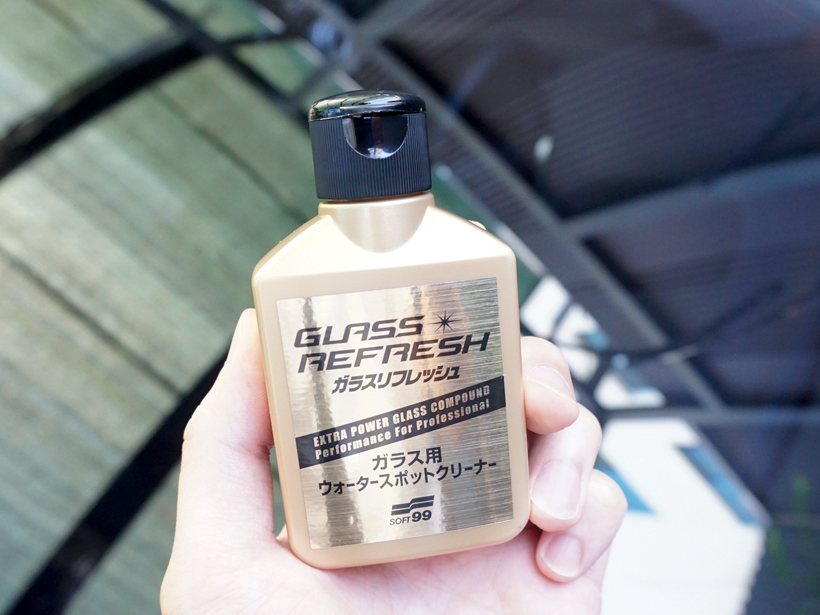 GLASS
REFRESH
ガラスリフレッシュ
EXTRA POWER GLASS COMPOUND
Performance For Professional
ガラス用
ウォータースポットクリーナー
SOFT99